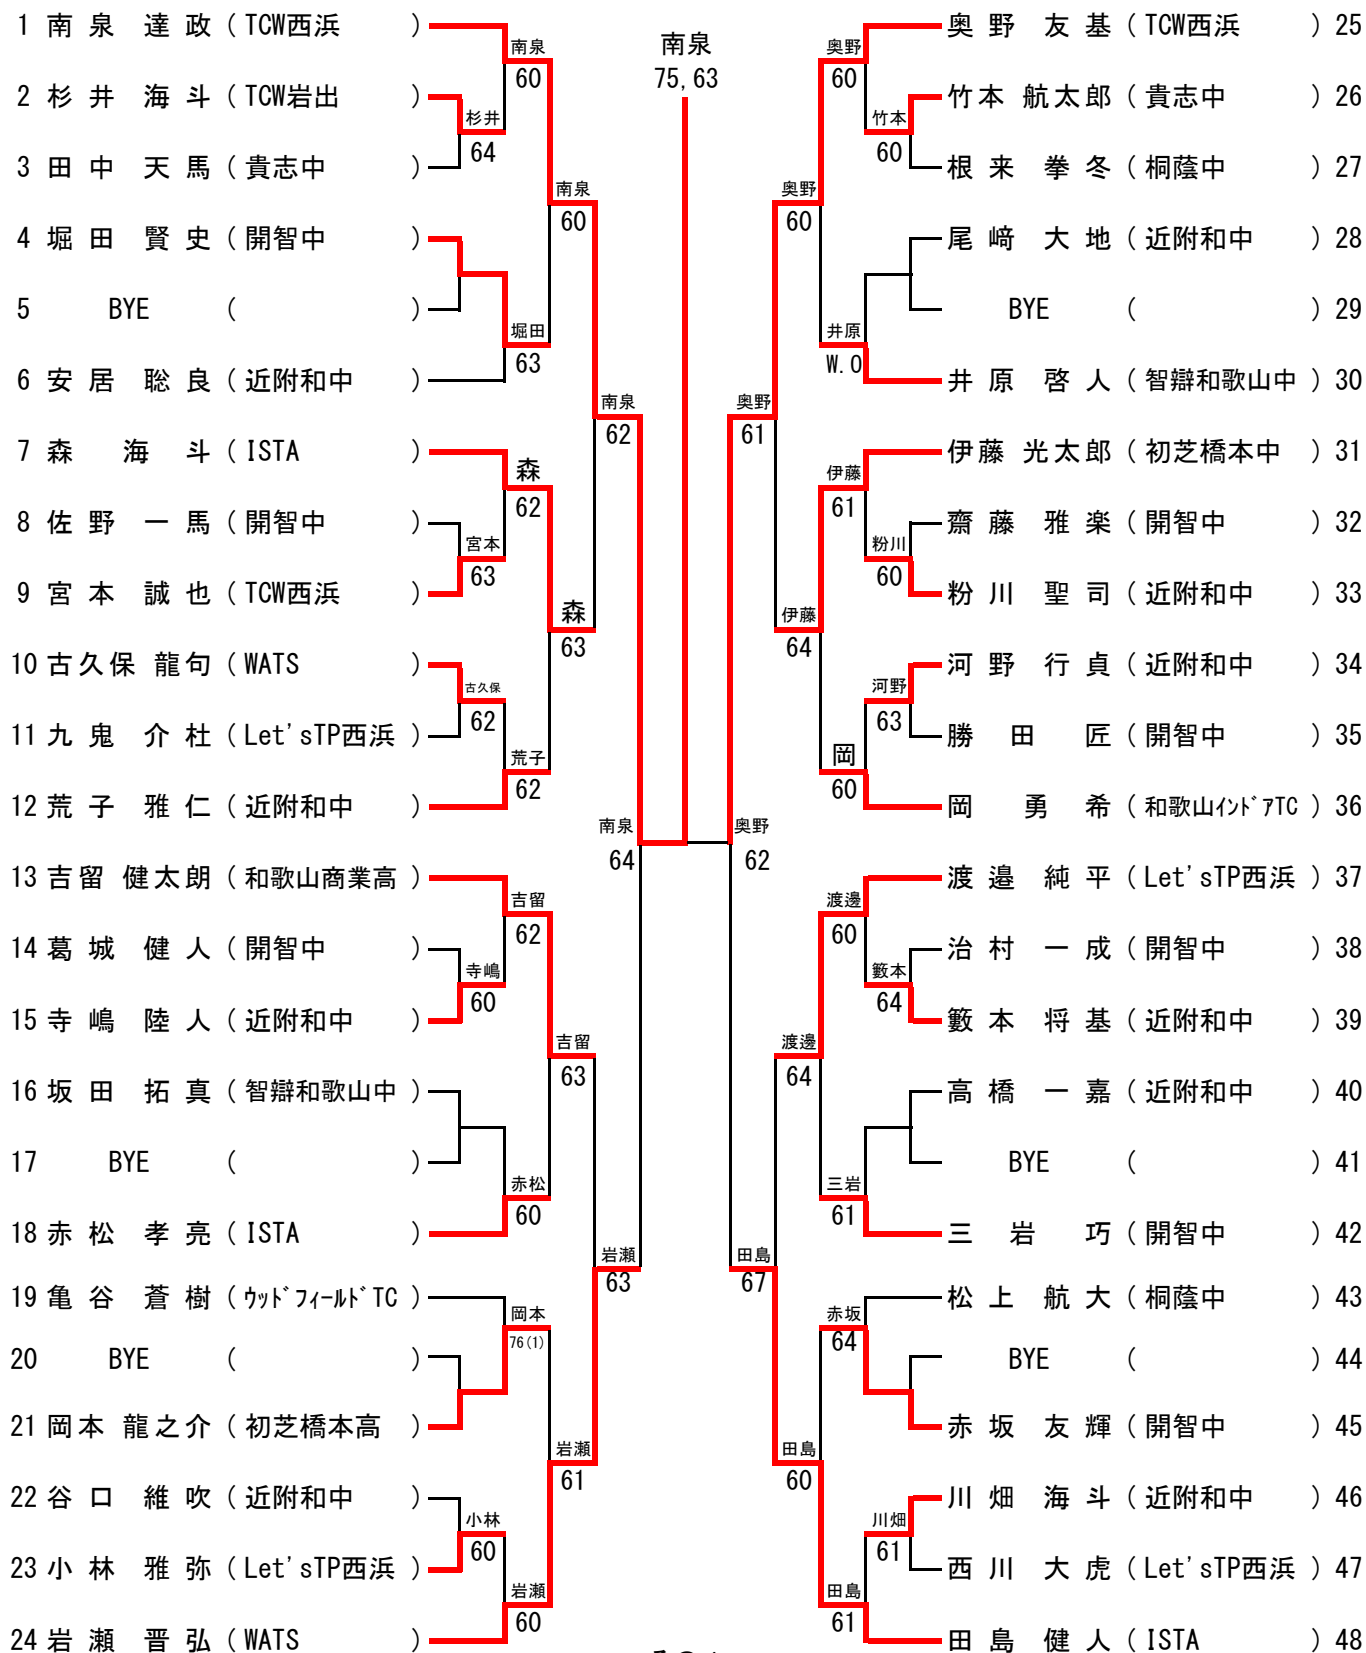 1 南泉 達政 (TCW西浜)
2 杉井 海斗 (TCW岩出)
3 田中 天馬 (貴志中)
4 堀田 賢史 (開智中)
5 BYE ( )
6 安居 聡良 (近附和中)
7 森 海斗 (ISTA)
8 佐野 一馬 (開智中)
9 宮本 誠也 (TCW西浜)
10 古久保 龍句 (WATS)
11 九鬼 介杜 (Let'sTP西浜)
12 荒子 雅仁 (近附和中)
13 吉留 健太朗 (和歌山商業高)
14 葛城 健人 (開智中)
15 寺嶋 陸人 (近附和中)
16 坂田 拓真 (智辯和歌山中)
17 BYE ( )
18 赤松 孝亮 (ISTA)
19 亀谷 蒼樹 (ウッドフィールドTC)
20 BYE ( )
21 岡本 龍之介 (初芝橋本高)
22 谷口 維吹 (近附和中)
23 小林 雅弥 (Let'sTP西浜)
24 岩瀬 晋弘 (WATS)
杉井
64
宮本
63
古久保
62
寺嶋
60
小林
60
南泉
60
堀田
63
森
62
荒子
62
吉留
62
赤松
60
岡本
76(1)
岩瀬
60
南泉
60
森
63
吉留
63
岩瀬
61
南泉
62
岩瀬
63
南泉
64
南泉
75,63
奥野
62
奥野
61
田島
67
奥野
60
伊藤
64
渡邊
64
田島
60
奥野
60
井原
W.O
伊藤
61
岡
60
渡邊
60
三岩
61
赤坂
64
田島
61
竹本
60
粉川
60
河野
63
籔本
64
川畑
61
奥野 友基 (TCW西浜) 25
竹本 航太郎 (貴志中) 26
根来 拳冬 (桐蔭中) 27
尾崎 大地 (近附和中) 28
BYE ( ) 29
井原 啓人 (智辯和歌山中) 30
伊藤 光太郎 (初芝橋本中) 31
齋藤 雅楽 (開智中) 32
粉川 聖司 (近附和中) 33
河野 行貞 (近附和中) 34
勝田 匠 (開智中) 35
岡 勇希 (和歌山インドアTC) 36
渡邉 純平 (Let'sTP西浜) 37
治村 一成 (開智中) 38
籔本 将基 (近附和中) 39
高橋 一嘉 (近附和中) 40
BYE ( ) 41
三岩 巧 (開智中) 42
松上 航大 (桐蔭中) 43
BYE ( ) 44
赤坂 友輝 (開智中) 45
川畑 海斗 (近附和中) 46
西川 大虎 (Let'sTP西浜) 47
田島 健人 (ISTA) 48